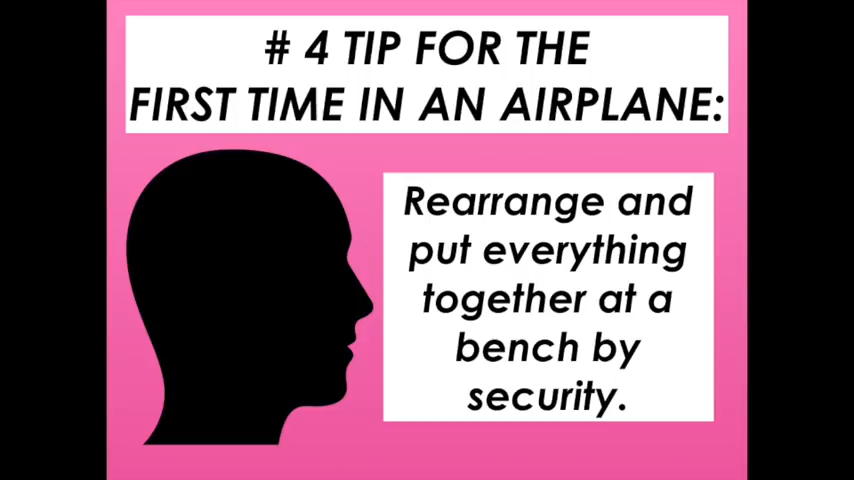 # 4 TIP FOR THE
FIRST TIME IN AN AIRPLANE:
Rearrange and
put everything
together at a
bench by
security.